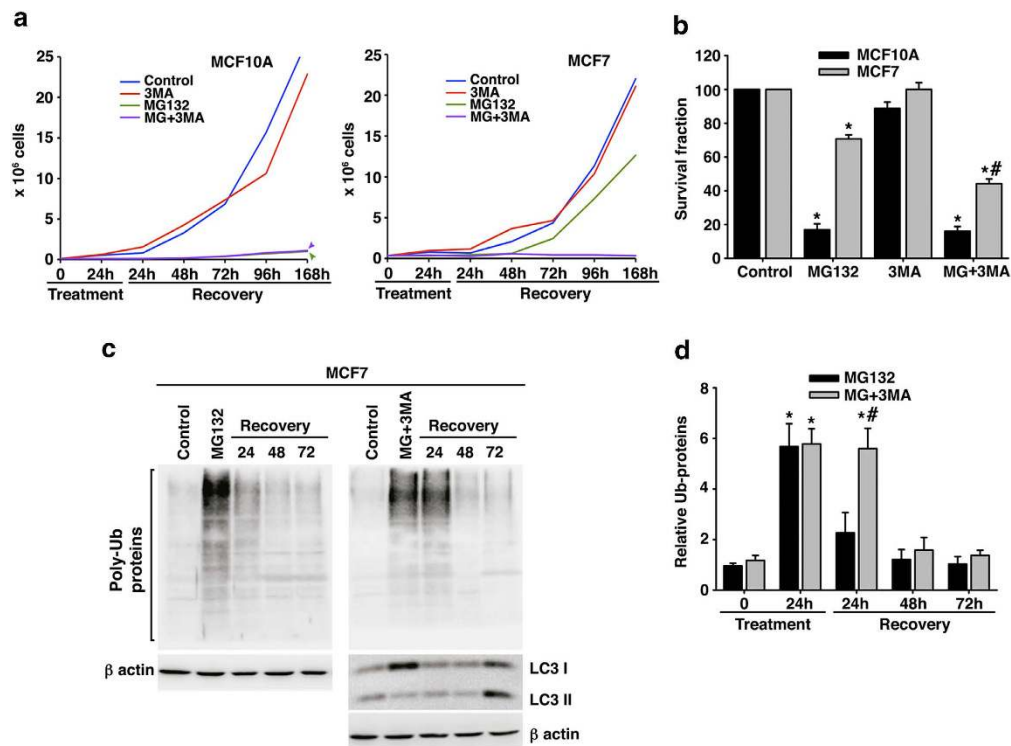 a
MCF10A
25
20
15
10
5
0
x 10⁶ cells
Control
3MA
MG132
MG+3MA
0 24h 24h 48h 72h 96h 168h
Treatment Recovery
MCF7
25
20
15
10
5
0
x 10⁶ cells
Control
3MA
MG132
MG+3MA
0 24h 24h 48h 72h 96h 168h
Treatment Recovery
b
MCF10A
MCF7
120
100
80
60
40
20
0
Survival fraction
* * * *#
Control MG132 3MA MG+3MA
c
MCF7
Control MG132 Recovery
24 48 72
Control MG+3MA Recovery
24 48 72
Poly-Ub
proteins
β actin
LC3 I
LC3 II
β actin
d
MG132
MG+3MA
8
6
4
2
0
Relative Ub-proteins
* * *#
0 24h 24h 48h 72h
Treatment Recovery